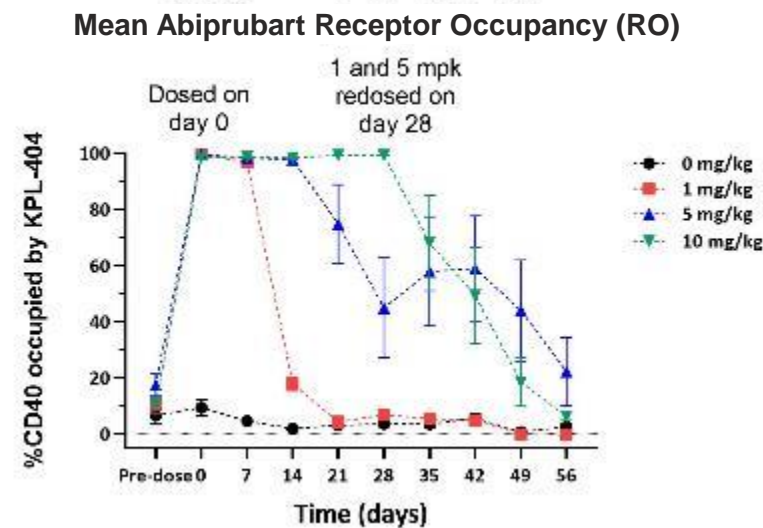 Mean Abiprubart Receptor Occupancy (RO)
1 and 5 mpk
redosed on
day 28
Dosed on
day 0
%CD40 occupied by KPL-404
100
80
60
40
20
0
0 mg/kg
1 mg/kg
5 mg/kg
10 mg/kg
Pre-dose 0 7 14 21 28 35 42 49 56
Time (days)